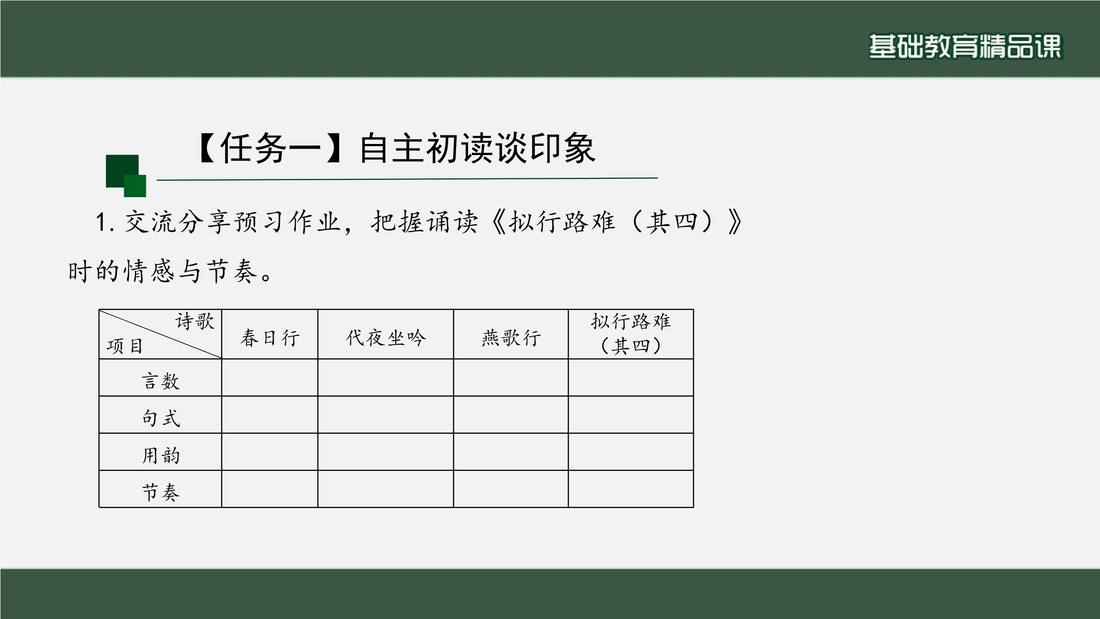 基础教育精品课
【任务一】自主初读谈印象
1.交流分享预习作业，把握诵读《拟行路难（其四）》
时的情感与节奏。
诗歌
项目
春日行
代夜坐吟
燕歌行
拟行路难
（其四）
言数
句式
用韵
节奏